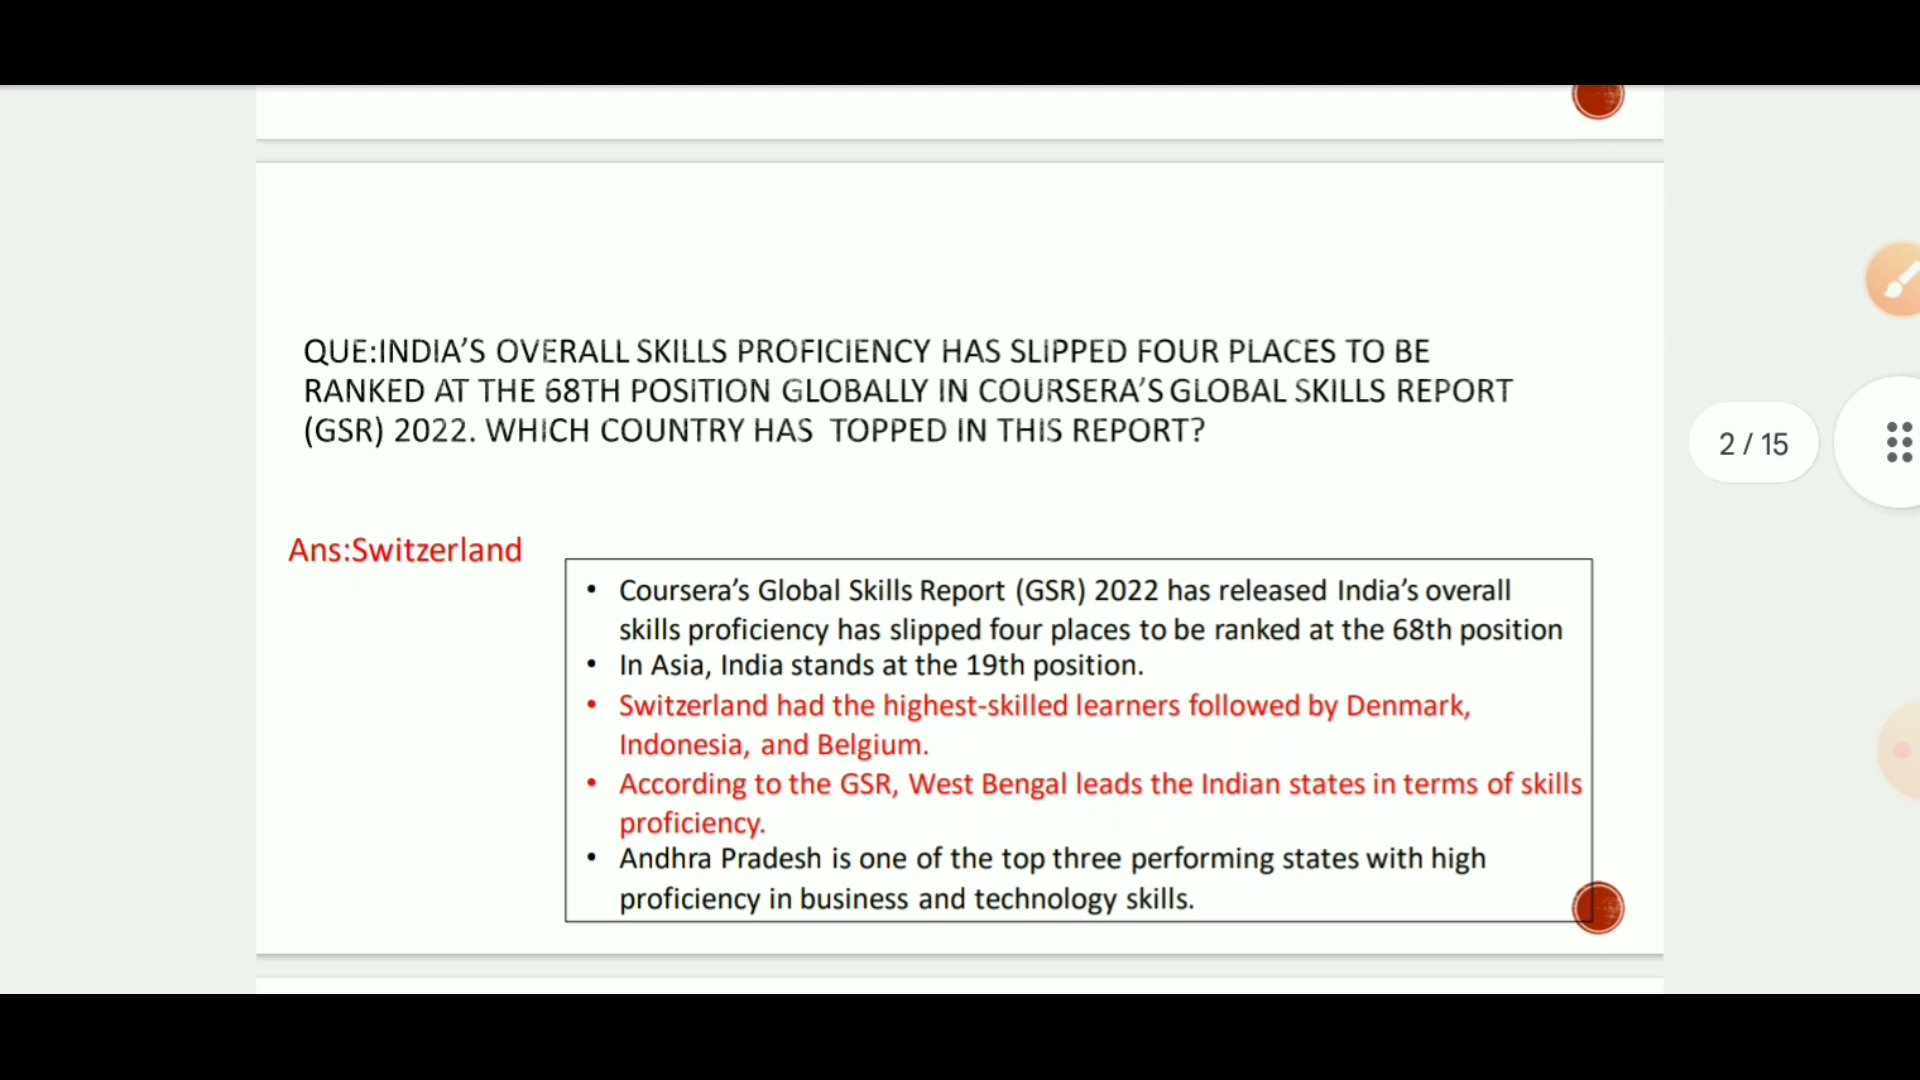 QUE:INDIA’S OVERALL SKILLS PROFICIENCY HAS SLIPPED FOUR PLACES TO BE
RANKED AT THE 68TH POSITION GLOBALLY IN COURSERA’S GLOBAL SKILLS REPORT
(GSR) 2022. WHICH COUNTRY HAS TOPPED IN THIS REPORT?
2 / 15
Ans:Switzerland
• Coursera’s Global Skills Report (GSR) 2022 has released India’s overall
skills proficiency has slipped four places to be ranked at the 68th position
• In Asia, India stands at the 19th position.
• Switzerland had the highest-skilled learners followed by Denmark,
Indonesia, and Belgium.
• According to the GSR, West Bengal leads the Indian states in terms of skills
proficiency.
• Andhra Pradesh is one of the top three performing states with high
proficiency in business and technology skills.